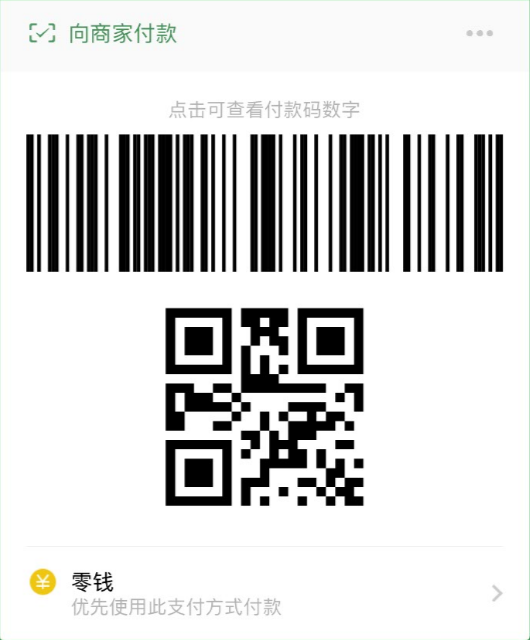 向商家付款
点击可查看付款码数字
零钱
优先使用此支付方式付款